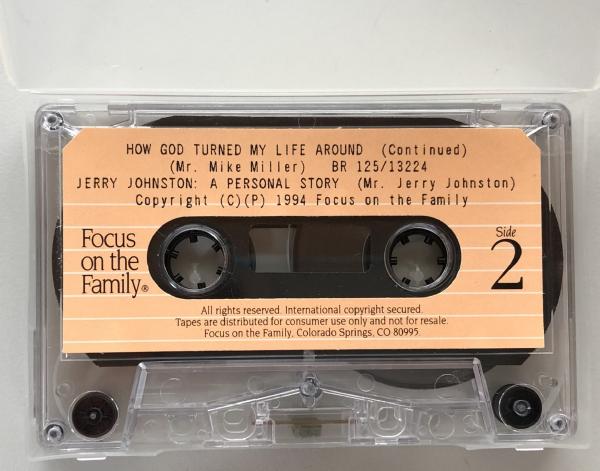 HOW GOD TURNED MY LIFE AROUND (Continued)
(Mr. Mike Miller) BR 125/13224
JERRY JOHNSTON: A PERSONAL STORY (Mr. Jerry Johnston)
Copyright (C)(P) 1994 Focus on the Family
Focus
on the
Family®
Side
2
All rights reserved. International copyright secured.
Tapes are distributed for consumer use only and not for resale.
Focus on the Family, Colorado Springs, CO 80995.